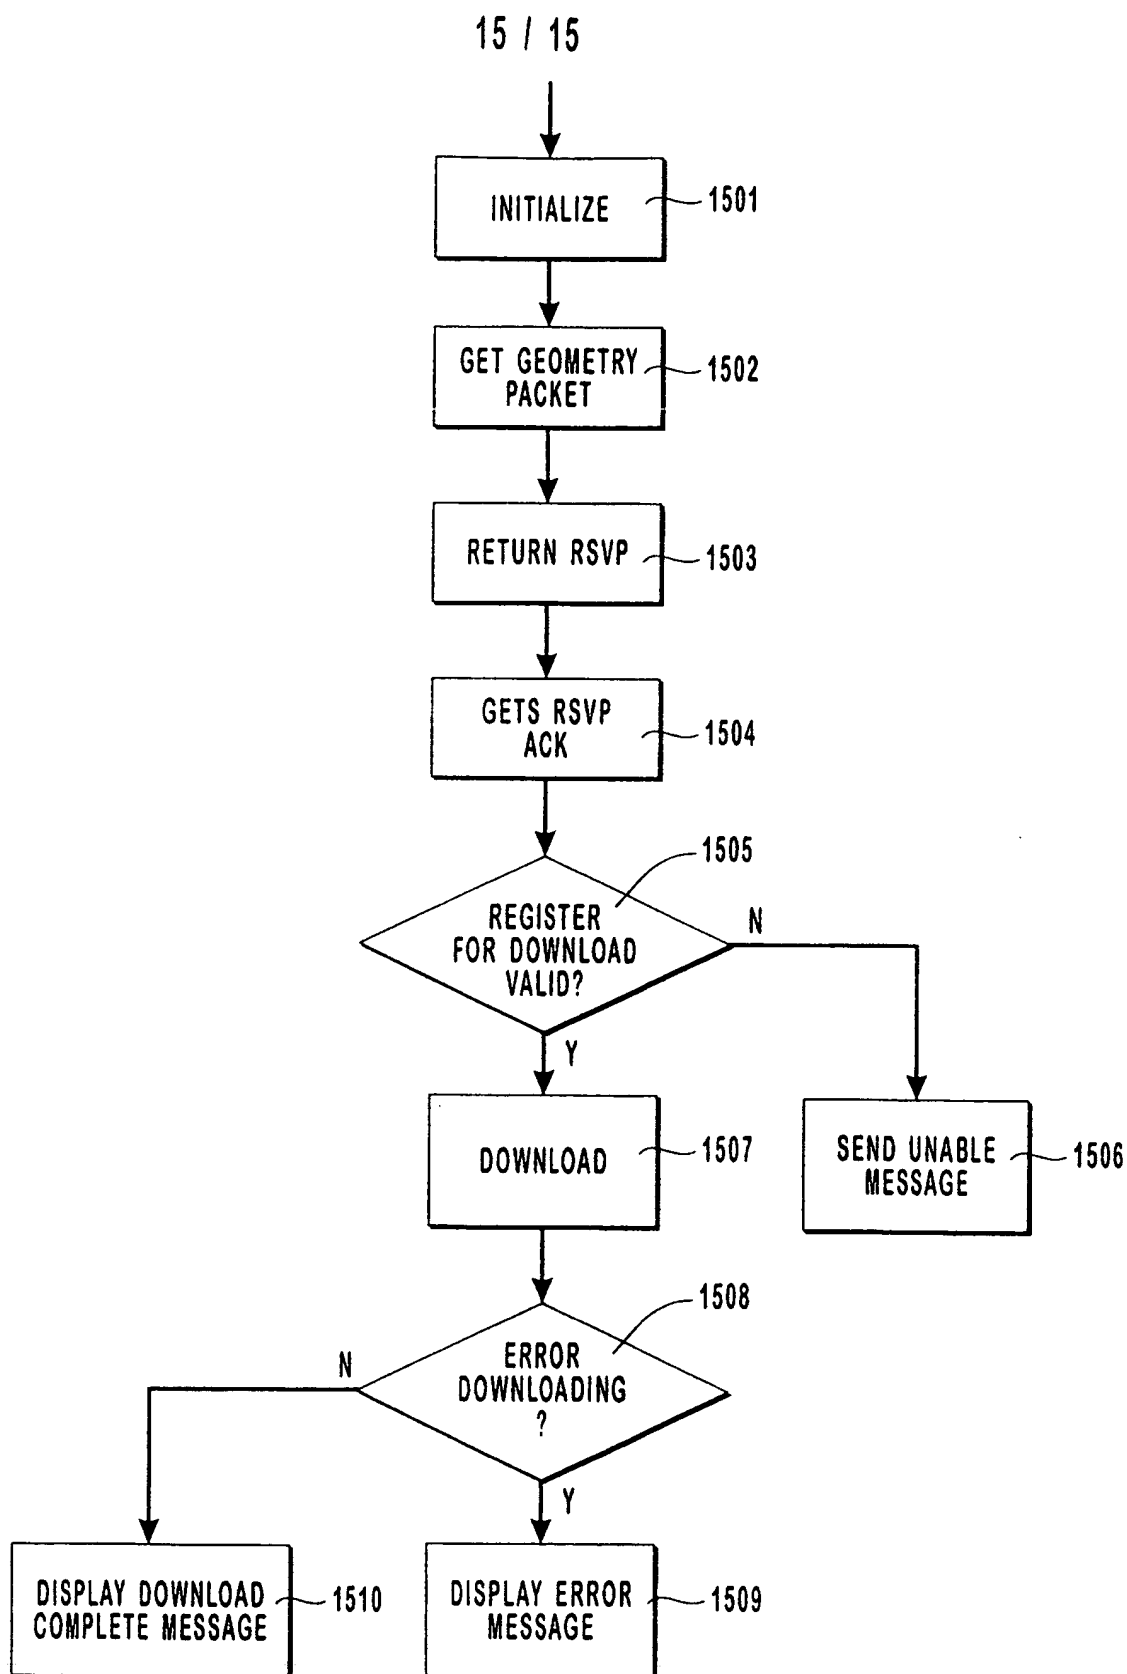 15 / 15
INITIALIZE
1501
GET GEOMETRY
PACKET
1502
RETURN RSVP
1503
GETS RSVP
ACK
1504
1505
REGISTER
FOR DOWNLOAD
VALID?
N
Y
DOWNLOAD
1507
SEND UNABLE
MESSAGE
1506
1508
ERROR
DOWNLOADING
?
N
Y
DISPLAY DOWNLOAD
COMPLETE MESSAGE
1510
DISPLAY ERROR
MESSAGE
1509